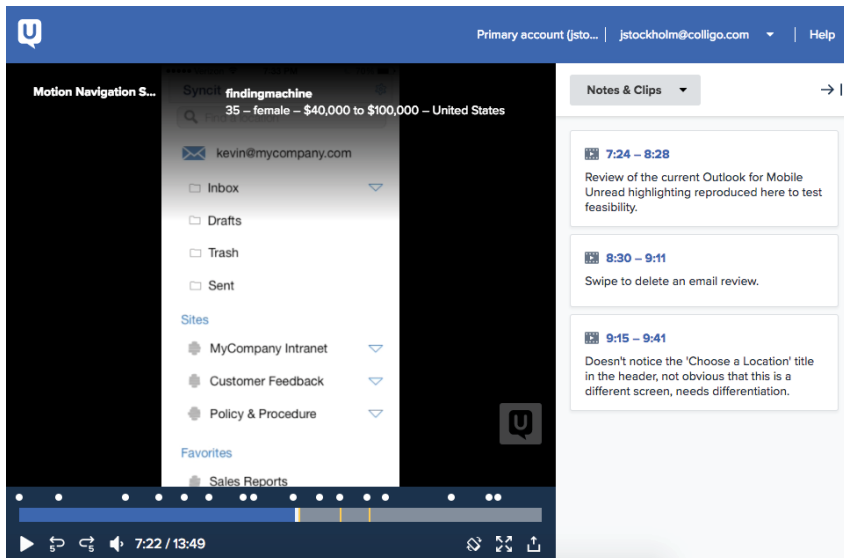 U
Primary account (jsto...
jstockholm@colligo.com
Help
Motion Navigation S...
Syncit
findingmachine
35 – female – $40,000 to $100,000 – United States
kevin@mycompany.com
Inbox
Drafts
Trash
Sent
Sites
MyCompany Intranet
Customer Feedback
Policy & Procedure
Favorites
Sales Reports
U
5
5
7:22 / 13:49
Notes & Clips
7:24 – 8:28
Review of the current Outlook for Mobile
Unread highlighting reproduced here to test
feasibility.
8:30 – 9:11
Swipe to delete an email review.
9:15 – 9:41
Doesn't notice the 'Choose a Location' title
in the header, not obvious that this is a
different screen, needs differentiation.